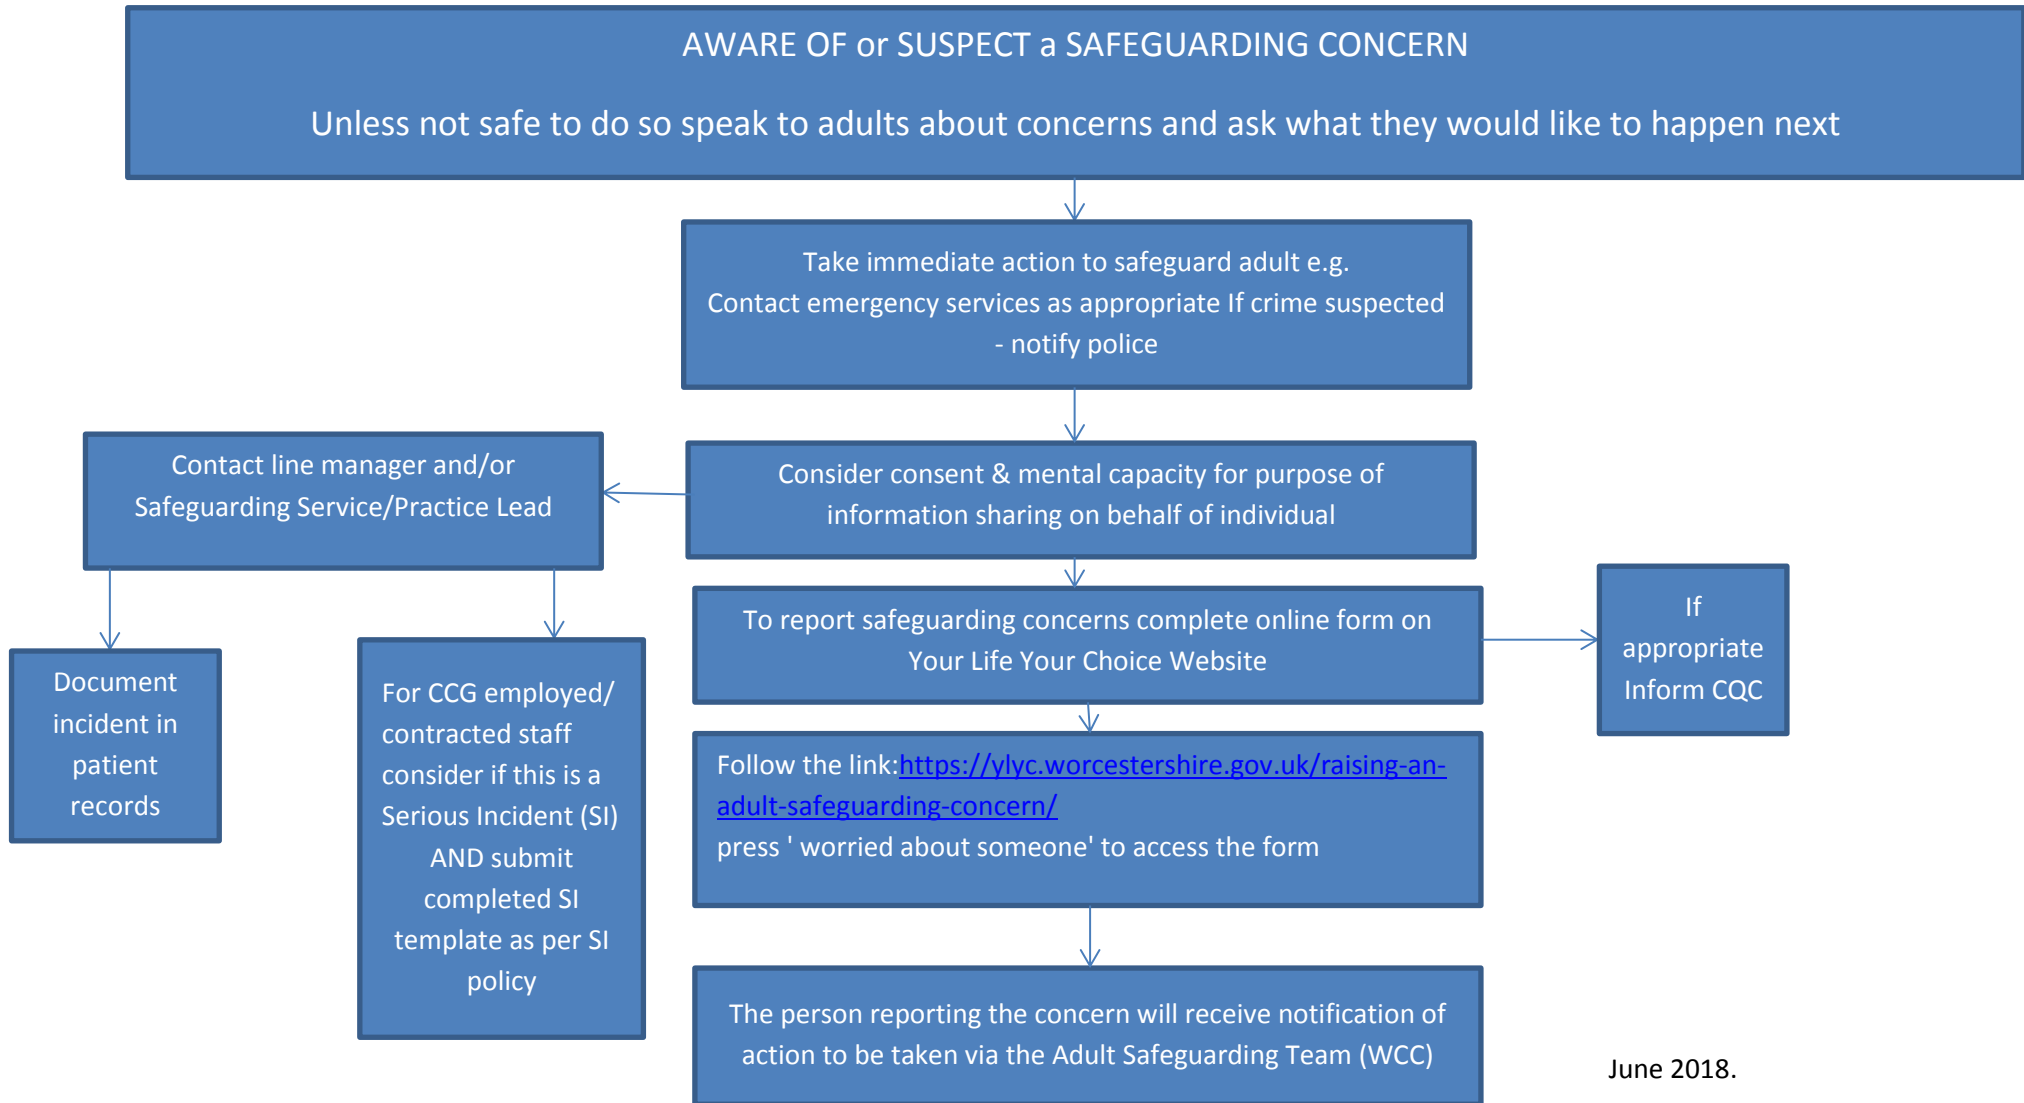 AWARE OF or SUSPECT a SAFEGUARDING CONCERN
Unless not safe to do so speak to adults about concerns and ask what they would like to happen next
Take immediate action to safeguard adult e.g.
Contact emergency services as appropriate If crime suspected
- notify police
Contact line manager and/or
Safeguarding Service/Practice Lead
Consider consent & mental capacity for purpose of
information sharing on behalf of individual
To report safeguarding concerns complete online form on
Your Life Your Choice Website
If
appropriate
Inform CQC
Document
incident in
patient
records
For CCG employed/
contracted staff
consider if this is a
Serious Incident (SI)
AND submit
completed SI
template as per SI
policy
Follow the link:https://ylyc.worcestershire.gov.uk/raising-an-
adult-safeguarding-concern/
press ' worried about someone' to access the form
The person reporting the concern will receive notification of
action to be taken via the Adult Safeguarding Team (WCC)
June 2018.